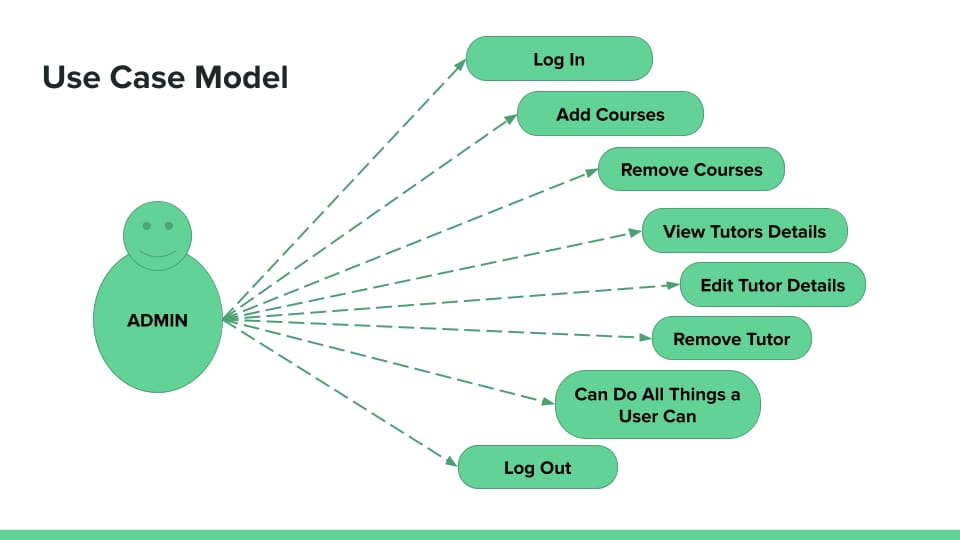 Use Case Model
Log In
Add Courses
Remove Courses
View Tutors Details
Edit Tutor Details
ADMIN
Remove Tutor
Can Do All Things a
User Can
Log Out